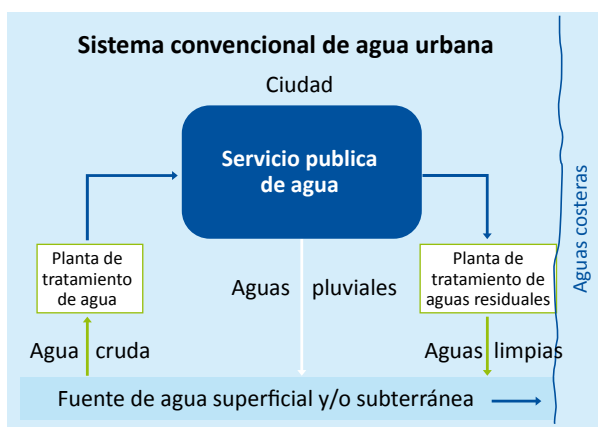 Sistema convencional de agua urbana
Ciudad
Servicio publica
de agua
Planta de
tratamiento
de agua
Aguas pluviales
Planta de
tratamiento de
aguas residuales
Aguas costeras
Agua cruda
Aguas limpias
Fuente de agua superficial y/o subterránea